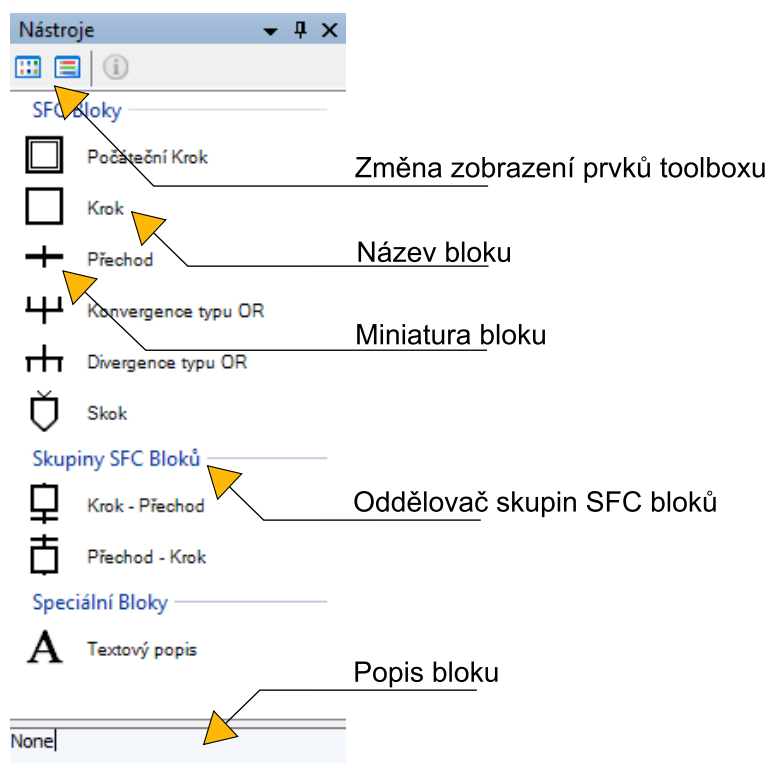 Nástroje
SFC Bloky
Počáteční Krok
Změna zobrazení prvků toolboxu
Krok
Název bloku
Přechod
Konvergence typu OR
Miniatura bloku
Divergence typu OR
Skok
Skupiny SFC Bloků
Krok - Přechod
Oddělovač skupin SFC bloků
Přechod - Krok
Speciální Bloky
Textový popis
Popis bloku
None